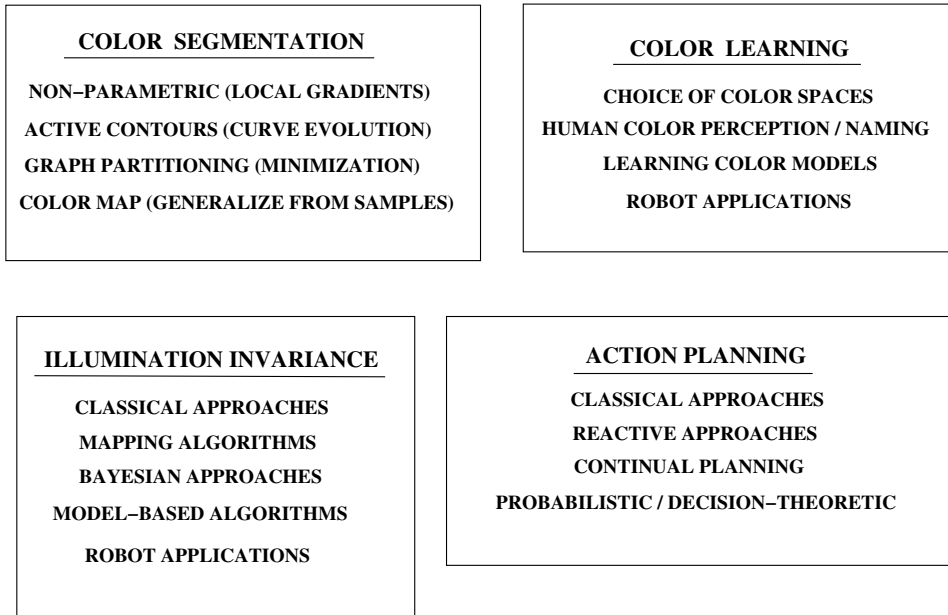 COLOR SEGMENTATION
NON–PARAMETRIC (LOCAL GRADIENTS)
ACTIVE CONTOURS (CURVE EVOLUTION)
GRAPH PARTITIONING (MINIMIZATION)
COLOR MAP (GENERALIZE FROM SAMPLES)
COLOR LEARNING
CHOICE OF COLOR SPACES
HUMAN COLOR PERCEPTION / NAMING
LEARNING COLOR MODELS
ROBOT APPLICATIONS
ILLUMINATION INVARIANCE
CLASSICAL APPROACHES
MAPPING ALGORITHMS
BAYESIAN APPROACHES
MODEL–BASED ALGORITHMS
ROBOT APPLICATIONS
ACTION PLANNING
CLASSICAL APPROACHES
REACTIVE APPROACHES
CONTINUAL PLANNING
PROBABILISTIC / DECISION–THEORETIC